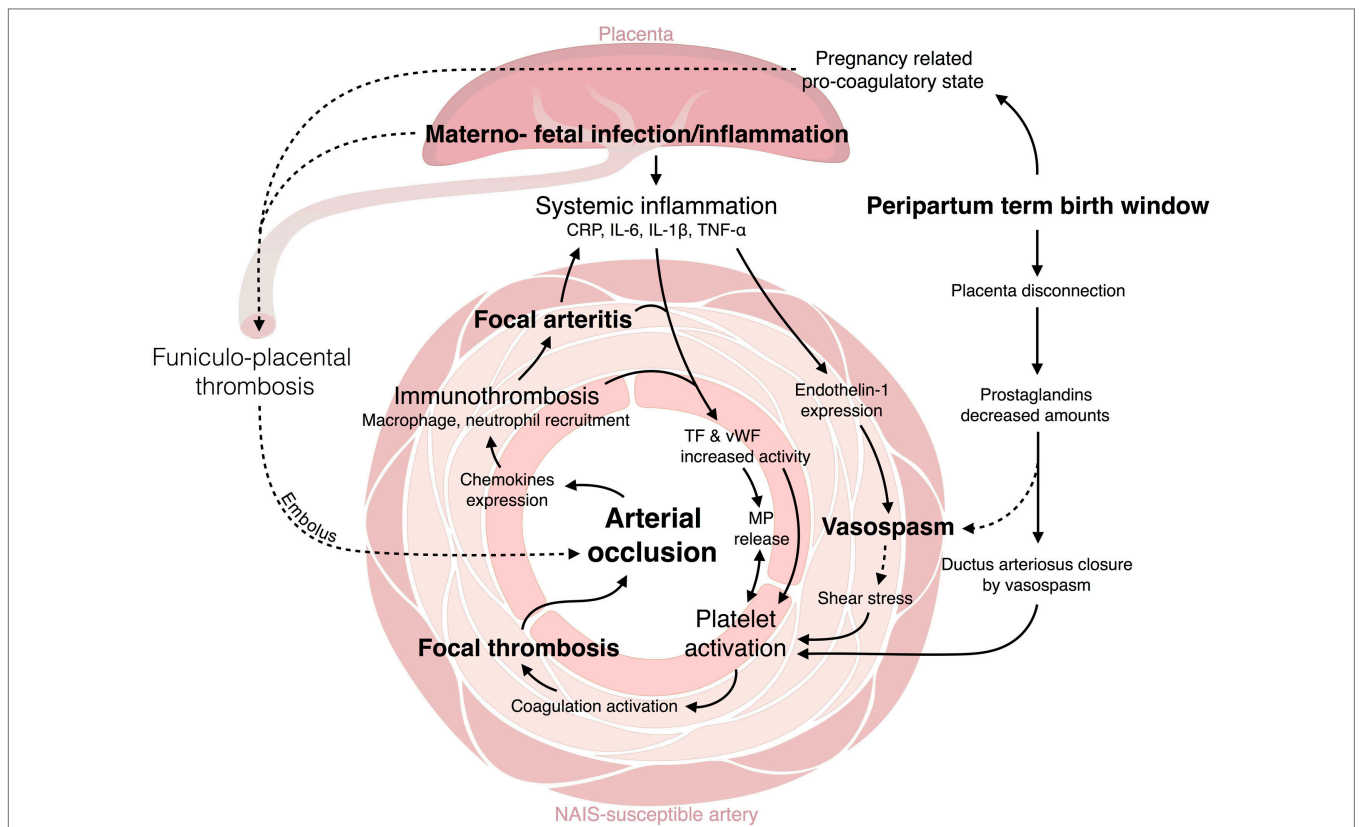 Placenta
Pregnancy related
pro-coagulatory state
Materno- fetal infection/inflammation
Peripartum term birth window
Systemic inflammation
CRP, IL-6, IL-1β, TNF-α
Placenta disconnection
Focal arteritis
Funiculo-placental
thrombosis
Immunothrombosis
Macrophage, neutrophil recruitment
Endothelin-1
expression
Prostaglandins
decreased amounts
TF & vWF
increased activity
Chemokines
expression
Embolus
Arterial
occlusion
MP
release
Vasospasm
Ductus arteriosus closure
by vasospasm
Shear stress
Platelet
activation
Focal thrombosis
Coagulation activation
NAIS-susceptible artery